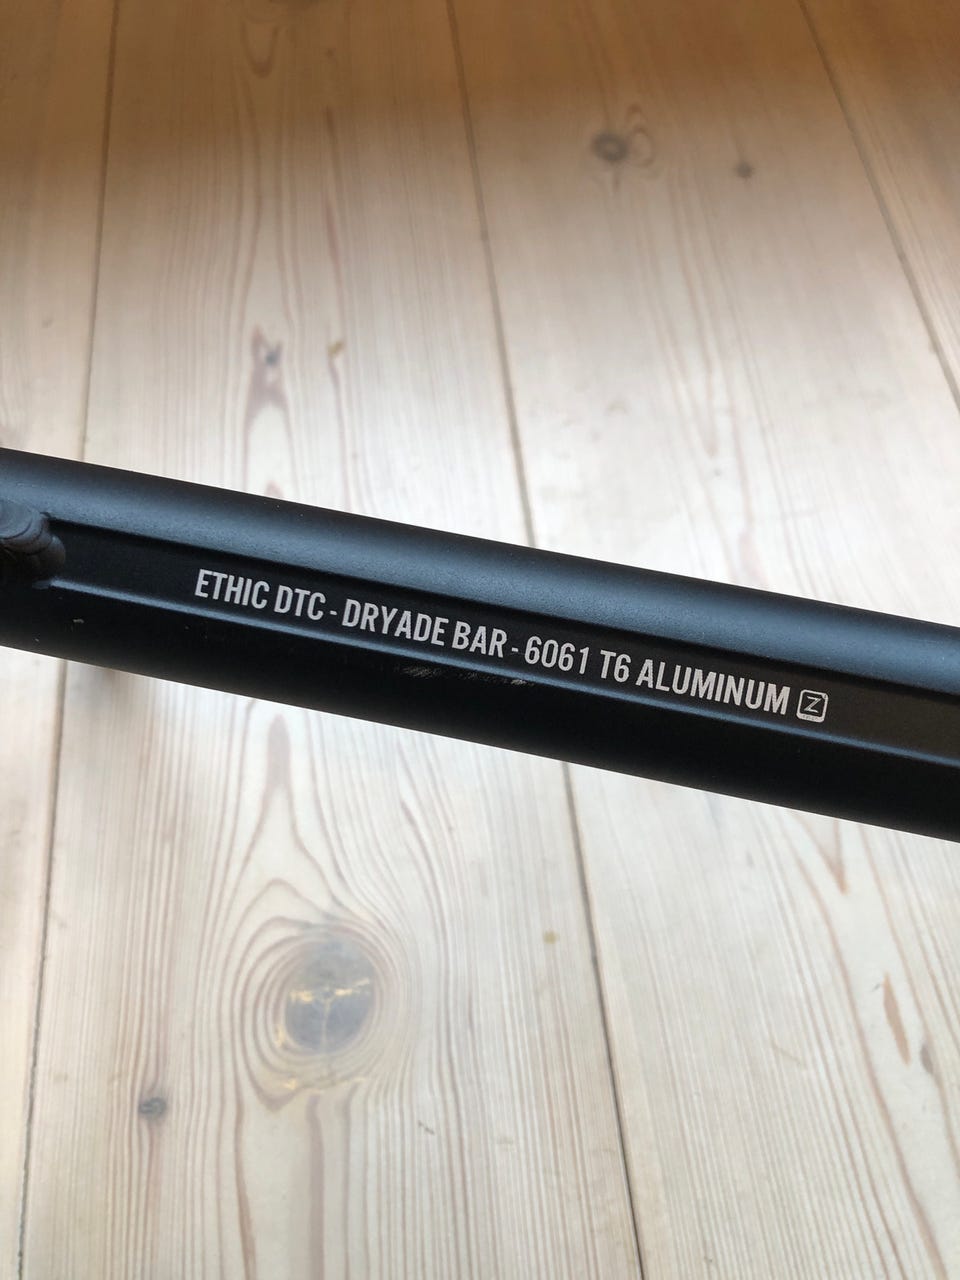 ETHIC DTC - DRYADE BAR - 6061 T6 ALUMINUM Z